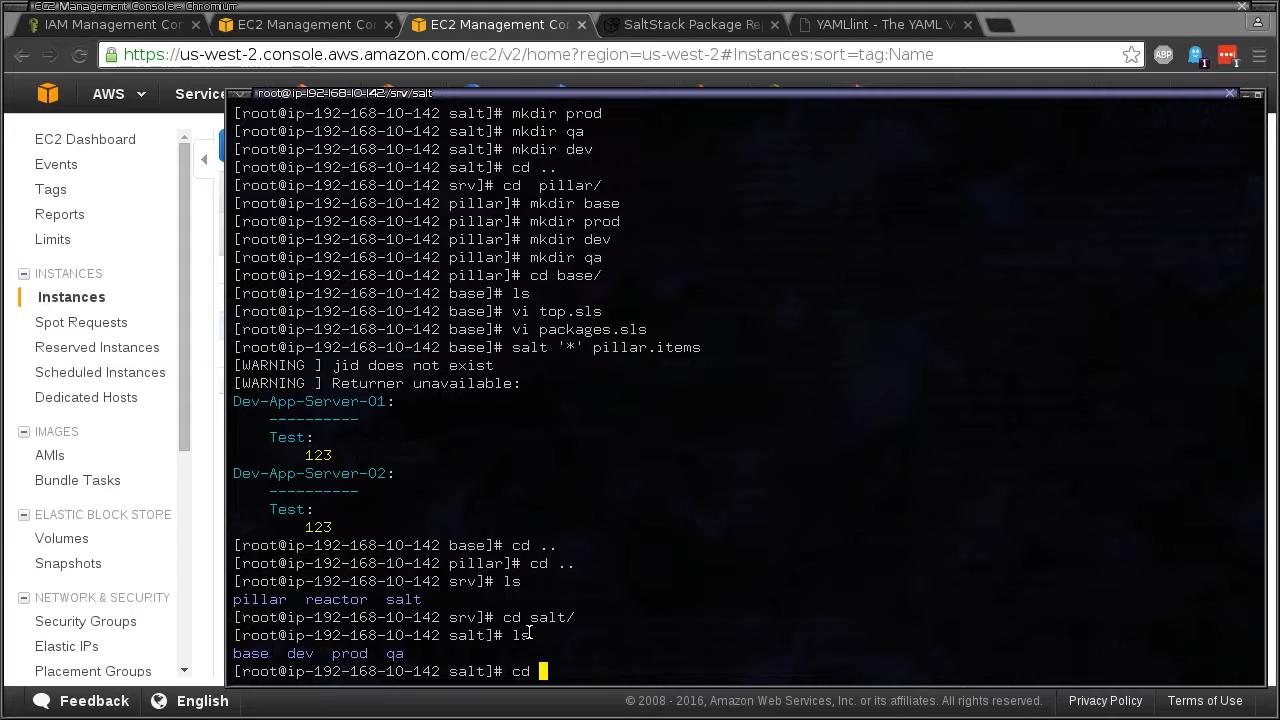 EC2 Management Console - Chromium
IAM Management Con
EC2 Management Con
EC2 Management Con
SaltStack Package Re
YAMLlint - The YAML V
https://us-west-2.console.aws.amazon.com/ec2/v2/home?region=us-west-2#Instances:sort=tag:Name
ABP
1
1
AWS
Servic
root@ip-192-168-10-142:/srv/salt
EC2 Dashboard
Events
Tags
Reports
Limits
INSTANCES
Instances
Spot Requests
Reserved Instances
Scheduled Instances
Dedicated Hosts
IMAGES
AMIs
Bundle Tasks
ELASTIC BLOCK STORE
Volumes
Snapshots
NETWORK & SECURITY
Security Groups
Elastic IPs
Placement Groups
[root@ip-192-168-10-142 salt]# mkdir prod
[root@ip-192-168-10-142 salt]# mkdir qa
[root@ip-192-168-10-142 salt]# mkdir dev
[root@ip-192-168-10-142 salt]# cd ..
[root@ip-192-168-10-142 srv]# cd  pillar/
[root@ip-192-168-10-142 pillar]# mkdir base
[root@ip-192-168-10-142 pillar]# mkdir prod
[root@ip-192-168-10-142 pillar]# mkdir dev
[root@ip-192-168-10-142 pillar]# mkdir qa
[root@ip-192-168-10-142 pillar]# cd base/
[root@ip-192-168-10-142 base]# ls
[root@ip-192-168-10-142 base]# vi top.sls
[root@ip-192-168-10-142 base]# vi packages.sls
[root@ip-192-168-10-142 base]# salt '*' pillar.items
[WARNING ] jid does not exist
[WARNING ] Returner unavailable:
Dev-App-Server-01:
----------
Test:
123
Dev-App-Server-02:
----------
Test:
123
[root@ip-192-168-10-142 base]# cd ..
[root@ip-192-168-10-142 pillar]# cd ..
[root@ip-192-168-10-142 srv]# ls
pillar  reactor  salt
[root@ip-192-168-10-142 srv]# cd salt/
[root@ip-192-168-10-142 salt]# ls
base  dev  prod  qa
[root@ip-192-168-10-142 salt]# cd
Feedback
English
© 2008 - 2016, Amazon Web Services, Inc. or its affiliates. All rights reserved.
Privacy Policy
Terms of Use